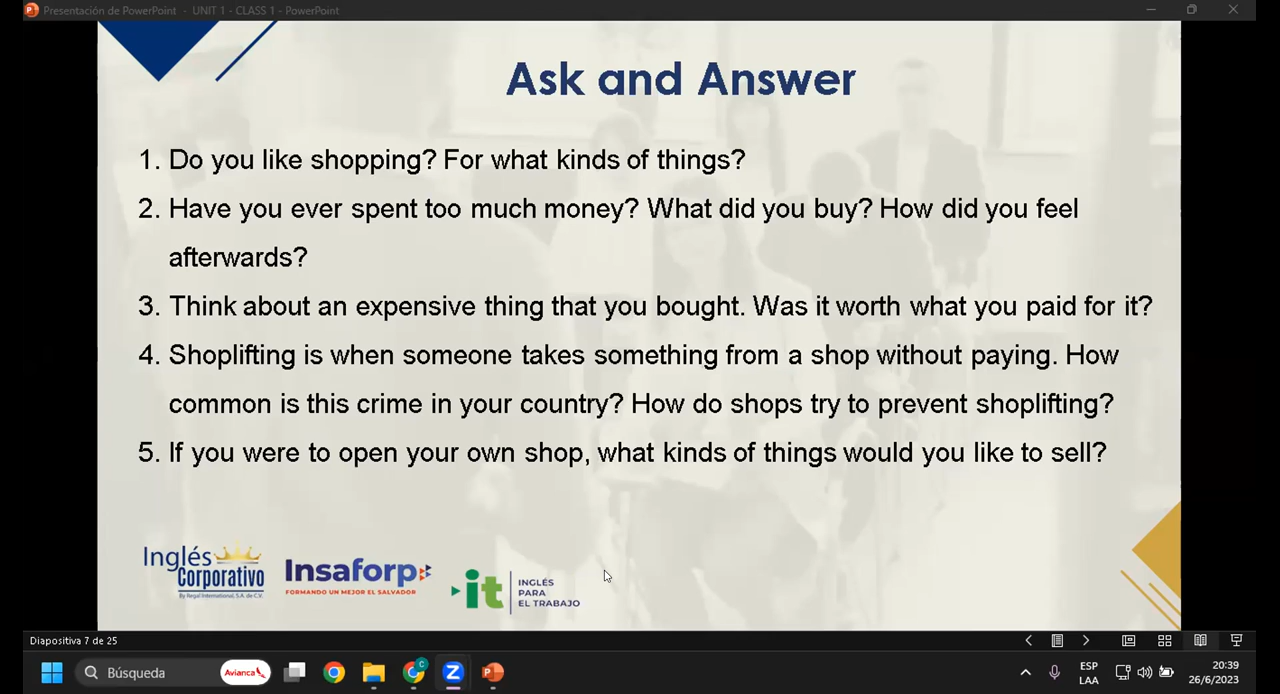 Presentación de PowerPoint - UNIT 1 - CLASS 1 - PowerPoint
Ask and Answer
1. Do you like shopping? For what kinds of things?
2. Have you ever spent too much money? What did you buy? How did you feel
afterwards?
3. Think about an expensive thing that you bought. Was it worth what you paid for it?
4. Shoplifting is when someone takes something from a shop without paying. How
common is this crime in your country? How do shops try to prevent shoplifting?
5. If you were to open your own shop, what kinds of things would you like to sell?
Inglés
Corporativo
By Regal International, S.A. de C.V.
Insaforp
FORMANDO UN MEJOR EL SALVADOR
it
INGLÉS
PARA
EL TRABAJO
Diapositiva 7 de 25
Búsqueda
Avianca
C
ESP
LAA
20:39
26/6/2023